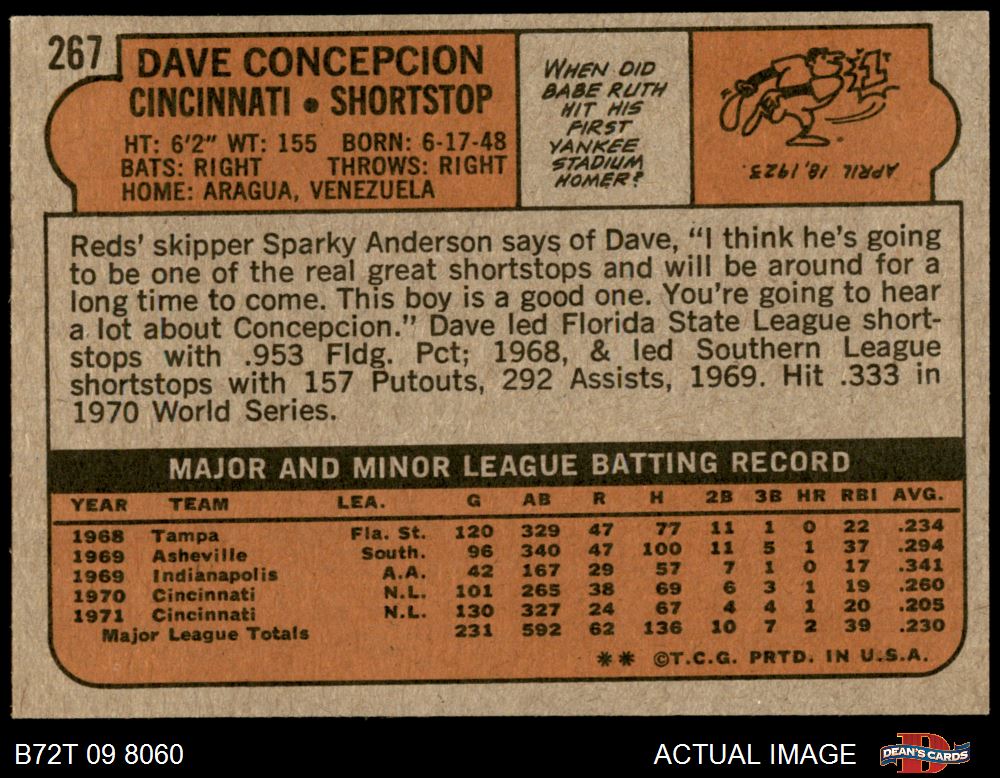 267
DAVE CONCEPCION
CINCINNATI • SHORTSTOP
HT: 6'2" WT: 155 BORN: 6-17-48
BATS: RIGHT THROWS: RIGHT
HOME: ARAGUA, VENEZUELA
WHEN DID
BABE RUTH
HIT HIS
FIRST
YANKEE
STADIUM
HOMER?
1
APRIL 18, 1923.
Reds' skipper Sparky Anderson says of Dave, "I think he's going
to be one of the real great shortstops and will be around for a
long time to come. This boy is a good one. You're going to hear
a lot about Concepcion." Dave led Florida State League short-
stops with .953 Fldg. Pct; 1968, & led Southern League
shortstops with 157 Putouts, 292 Assists, 1969. Hit .333 in
1970 World Series.
MAJOR AND MINOR LEAGUE BATTING RECORD
YEAR TEAM LEA. G AB R H 2B 3B HR RBI AVG.
1968 Tampa Fla. St. 120 329 47 77 11 1 0 22 .234
1969 Asheville South. 96 340 47 100 11 5 1 37 .294
1969 Indianapolis A.A. 42 167 29 57 7 1 0 17 .341
1970 Cincinnati N.L. 101 265 38 69 6 3 1 19 .260
1971 Cincinnati N.L. 130 327 24 67 4 4 1 20 .205
Major League Totals 231 592 62 136 10 7 2 39 .230
** ©T.C.G. PRTD. IN U.S.A.
B72T 09 8060
ACTUAL IMAGE
D
DEAN'S CARDS